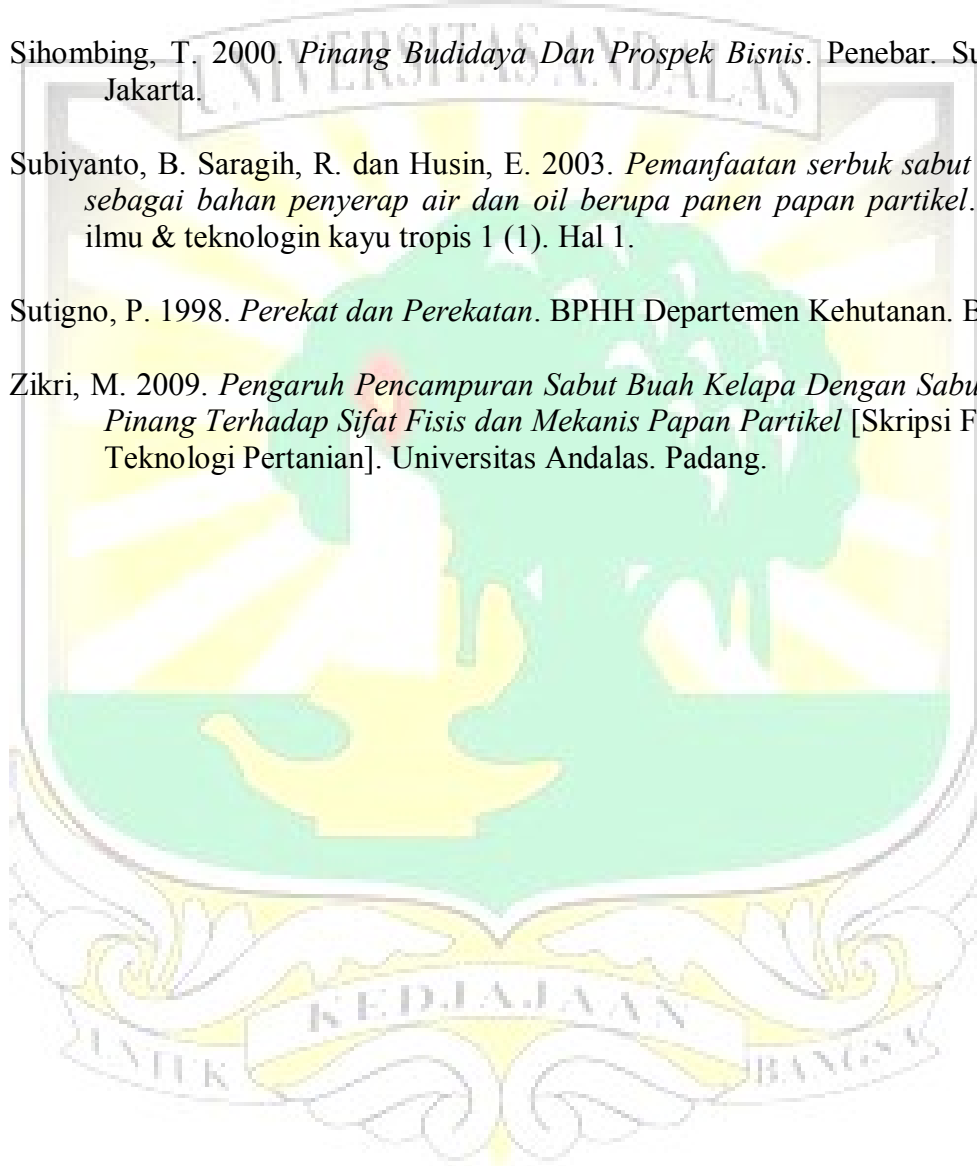 UNIVERSITAS ANDALAS
Sihombing, T. 2000. Pinang Budidaya Dan Prospek Bisnis. Penebar. Su
Jakarta.
Subiyanto, B. Saragih, R. dan Husin, E. 2003. Pemanfaatan serbuk sabut
sebagai bahan penyerap air dan oil berupa panen papan partikel.
ilmu & teknologin kayu tropis 1 (1). Hal 1.
Sutigno, P. 1998. Perekat dan Perekatan. BPHH Departemen Kehutanan. B
Zikri, M. 2009. Pengaruh Pencampuran Sabut Buah Kelapa Dengan Sabu
Pinang Terhadap Sifat Fisis dan Mekanis Papan Partikel [Skripsi F
Teknologi Pertanian]. Universitas Andalas. Padang.
UNTUK KEDJAJAAN BANGSA